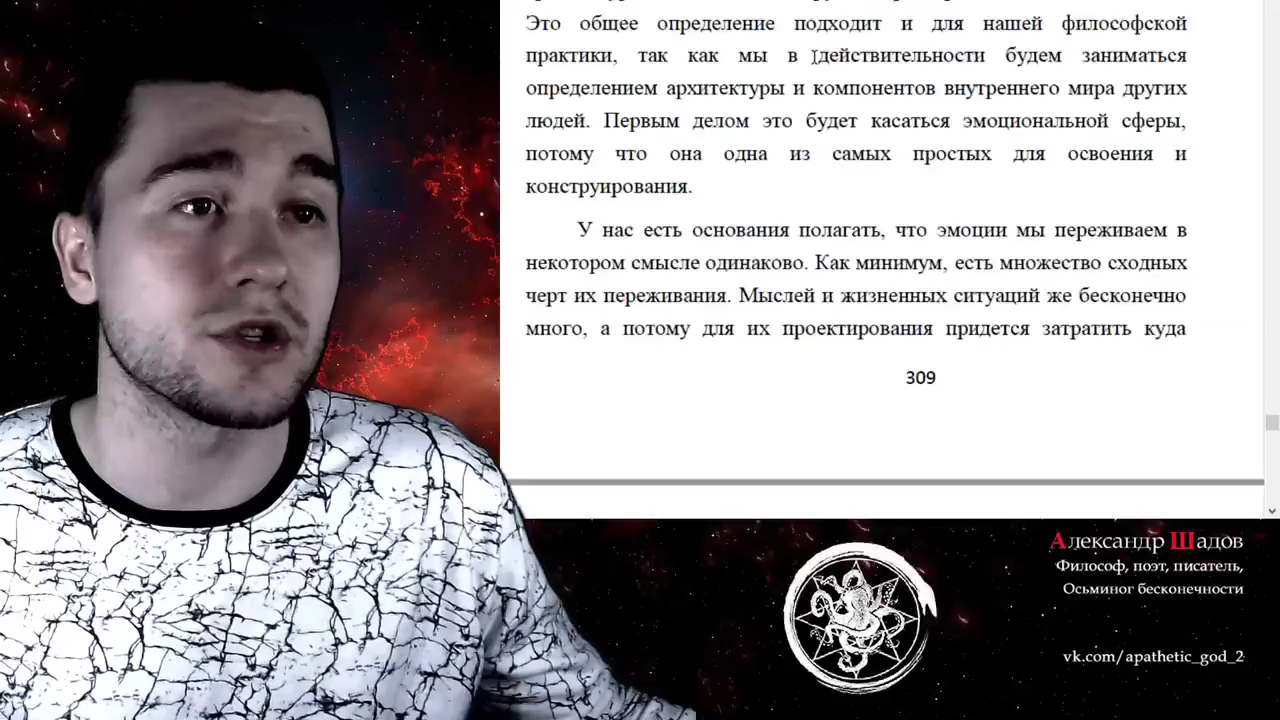 Это общее определение подходит и для нашей философской
практики, так как мы в действительности будем заниматься
определением архитектуры и компонентов внутреннего мира других
людей. Первым делом это будет касаться эмоциональной сферы,
потому что она одна из самых простых для освоения и
конструирования.
У нас есть основания полагать, что эмоции мы переживаем в
некотором смысле одинаково. Как минимум, есть множество сходных
черт их переживания. Мыслей и жизненных ситуаций же бесконечно
много, а потому для их проектирования придется затратить куда
309
Александр Шадов
Философ, поэт, писатель,
Осьминог бесконечности
vk.com/apathetic_god_2